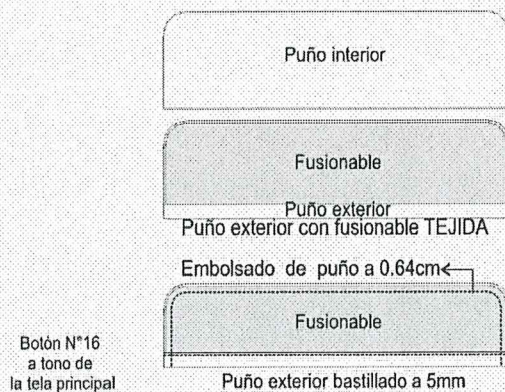 Puño interior
Fusionable
Puño exterior
Puño exterior con fusionable TEJIDA
Embolsado de puño a 0.64cm
Fusionable
Botón N°16
a tono de
la tela principal
Puño exterior bastillado a 5mm